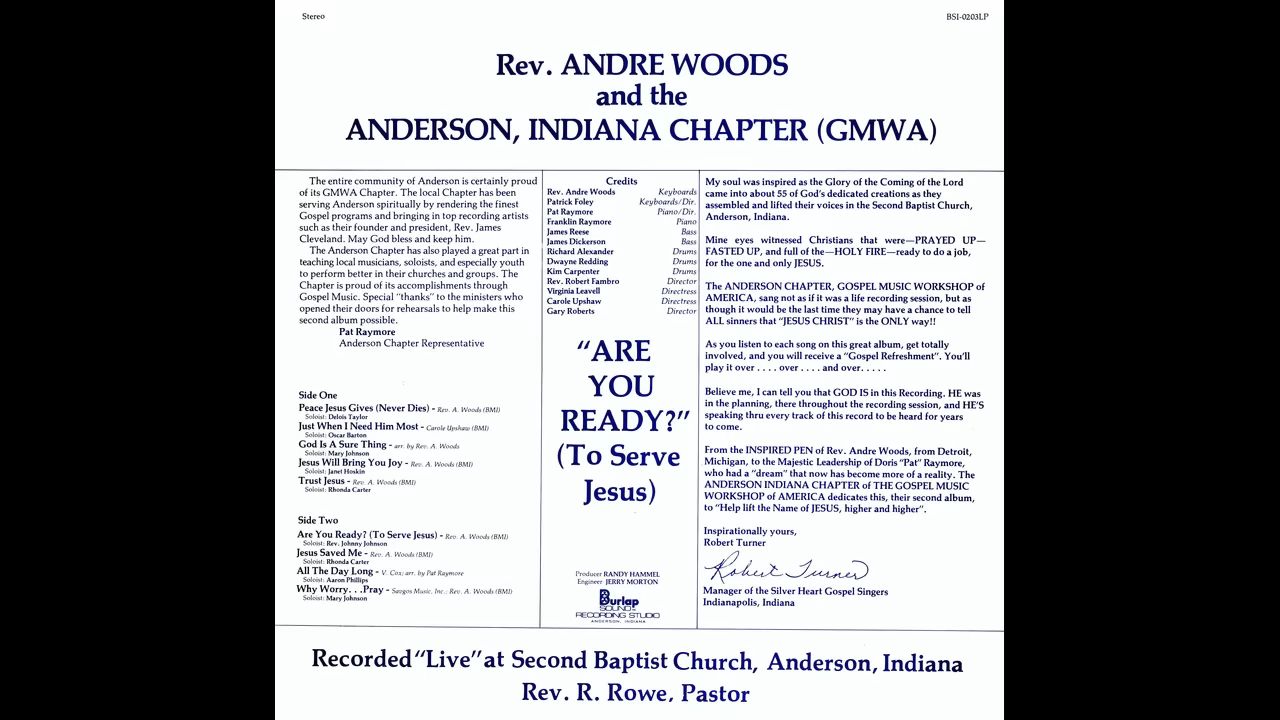 Stereo
BSI-0203LP
Rev. ANDRE WOODS
and the
ANDERSON, INDIANA CHAPTER (GMWA)
The entire community of Anderson is certainly proud
of its GMWA Chapter. The local Chapter has been
serving Anderson spiritually by rendering the finest
Gospel programs and bringing in top recording artists
such as their founder and president, Rev. James
Cleveland. May God bless and keep him.
The Anderson Chapter has also played a great part in
teaching local musicians, soloists, and especially youth
to perform better in their churches and groups. The
Chapter is proud of its accomplishments through
Gospel Music. Special "thanks" to the ministers who
opened their doors for rehearsals to help make this
second album possible.
Pat Raymore
Anderson Chapter Representative
Side One
Peace Jesus Gives (Never Dies) - Rev. A. Woods (BMI)
Soloist: Delois Taylor
Just When I Need Him Most - Carole Upshaw (BMI)
Soloist: Oscar Barton
God Is A Sure Thing - arr. by Rev. A. Woods
Soloist: Mary Johnson
Jesus Will Bring You Joy - Rev. A. Woods (BMI)
Soloist: Janet Hoskin
Trust Jesus - Rev. A. Woods (BMI)
Soloist: Rhonda Carter
Side Two
Are You Ready? (To Serve Jesus) - Rev. A. Woods (BMI)
Soloist: Rev. Johnny Johnson
Jesus Saved Me - Rev. A. Woods (BMI)
Soloist: Rhonda Carter
All The Day Long - V. Cox; arr. by Pat Raymore
Soloist: Aaron Phillips
Why Worry. . .Pray - Savgos Music, Inc.; Rev. A. Woods (BMI)
Soloist: Mary Johnson
Credits
Rev. Andre Woods Keyboards
Patrick Foley Keyboards/Dir.
Pat Raymore Piano/Dir.
Franklin Raymore Piano
James Reese Bass
James Dickerson Bass
Richard Alexander Drums
Dwayne Redding Drums
Kim Carpenter Drums
Rev. Robert Fambro Director
Virginia Leavell Directress
Carole Upshaw Directress
Gary Roberts Director
"ARE
YOU
READY?"
(To Serve
Jesus)
Producer RANDY HAMMEL
Engineer JERRY MORTON
Burlap
SOUND
RECORDING STUDIO
ANDERSON, INDIANA
My soul was inspired as the Glory of the Coming of the Lord
came into about 55 of God's dedicated creations as they
assembled and lifted their voices in the Second Baptist Church,
Anderson, Indiana.
Mine eyes witnessed Christians that were—PRAYED UP—
FASTED UP, and full of the—HOLY FIRE—ready to do a job,
for the one and only JESUS.
The ANDERSON CHAPTER, GOSPEL MUSIC WORKSHOP of
AMERICA, sang not as if it was a life recording session, but as
though it would be the last time they may have a chance to tell
ALL sinners that "JESUS CHRIST" is the ONLY way!!
As you listen to each song on this great album, get totally
involved, and you will receive a "Gospel Refreshment". You'll
play it over . . . . over . . . . and over. . . . .
Believe me, I can tell you that GOD IS in this Recording. HE was
in the planning, there throughout the recording session, and HE'S
speaking thru every track of this record to be heard for years
to come.
From the INSPIRED PEN of Rev. Andre Woods, from Detroit,
Michigan, to the Majestic Leadership of Doris "Pat" Raymore,
who had a "dream" that now has become more of a reality. The
ANDERSON INDIANA CHAPTER of THE GOSPEL MUSIC
WORKSHOP of AMERICA dedicates this, their second album,
to "Help lift the Name of JESUS, higher and higher".
Inspirationally yours,
Robert Turner
Robert Turner
Manager of the Silver Heart Gospel Singers
Indianapolis, Indiana
Recorded "Live" at Second Baptist Church, Anderson, Indiana
Rev. R. Rowe, Pastor